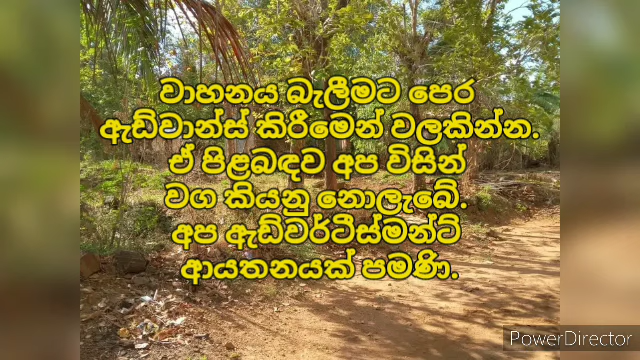 වාහනය බැලීමට පෙර
ඇඩ්වාන්ස් කිරීමෙන් වලකින්න.
ඒ පිළබඳව අප විසින්
වග කියනු නොලැබේ.
අප ඇඩ්වර්ටීස්මන්ට්
ආයතනයක් පමණි.
PowerDirector